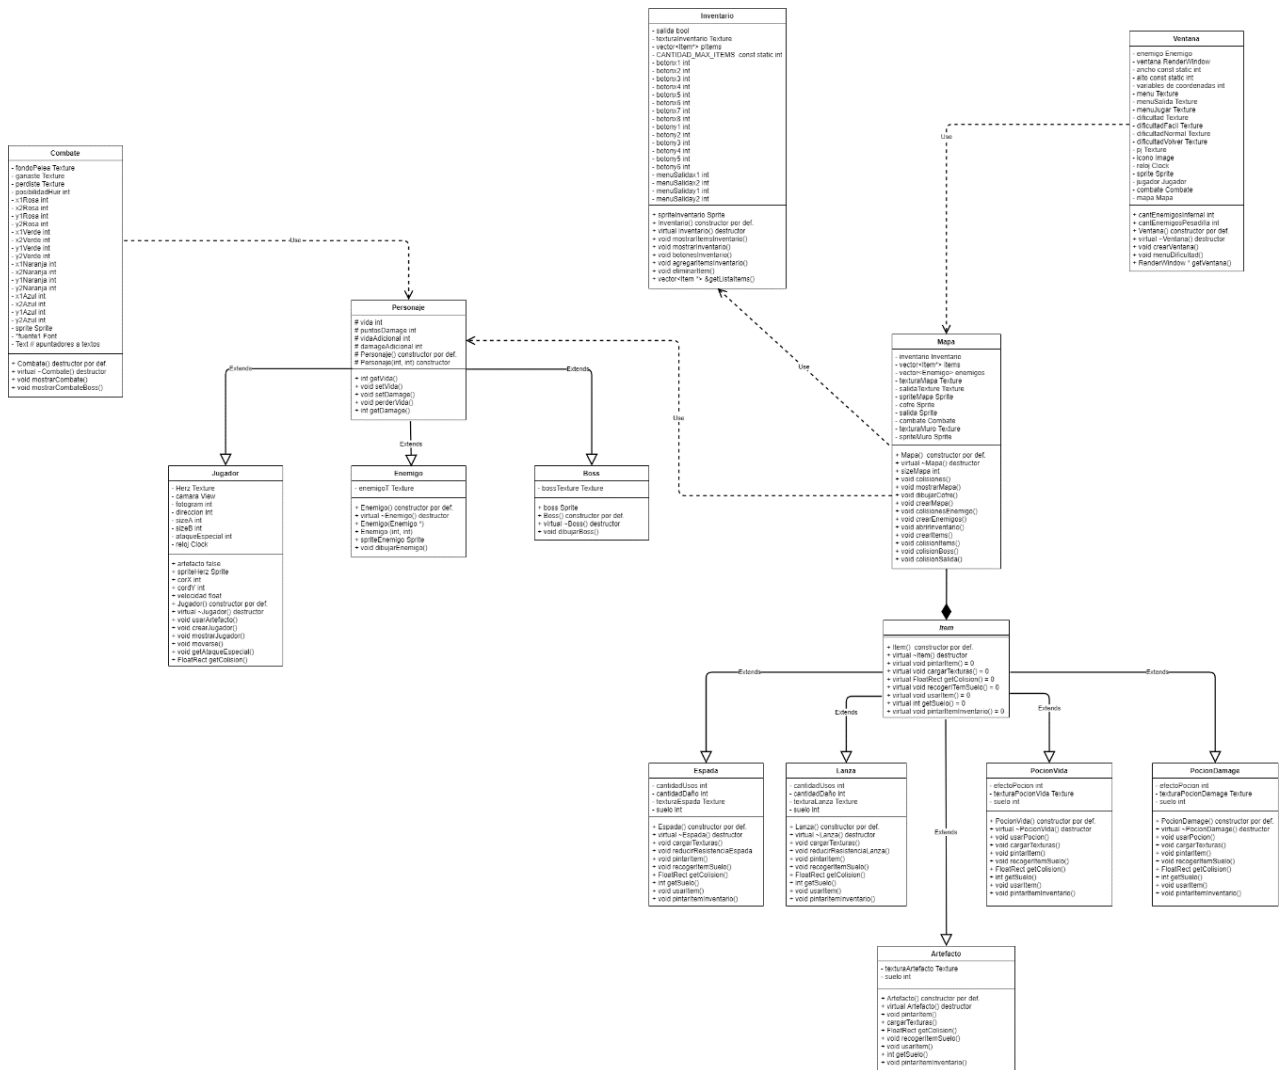 Inventario
- salida bool
- texturaInventario Texture
- vector<Item*> pItems
- CANTIDAD_MAX_ITEMS const static int
- botonx1 int
- botonx2 int
- botonx3 int
- botonx4 int
- botonx5 int
- botonx6 int
- botonx7 int
- botonx8 int
- botony1 int
- botony2 int
- botony3 int
- botony4 int
- botony5 int
- botony6 int
- menuSalidax1 int
- menuSalidax2 int
- menuSaliday1 int
- menuSaliday2 int
+ spriteInventario Sprite
+ Inventario() constructor por def.
+ virtual Inventario() destructor
+ void mostrarItemsInventario()
+ void mostrarInventario()
+ void botonesInventario()
+ void agregarItemsInventario()
+ void eliminarItem()
+ vector<Item *> &getListaItems()
Ventana
- enemigo Enemigo
- ventana RenderWindow
- ancho const static int
- alto const static int
- variables de coordenadas int
- menu Texture
- menuSalida Texture
- menuJugar Texture
- dificultad Texture
- dificultadFacil Texture
- dificultadNormal Texture
- dificultadVolver Texture
- pj Texture
- icono Image
- reloj Clock
- sprite Sprite
- jugador Jugador
- combate Combate
- mapa Mapa
+ cantEnemigosInfernal int
+ cantEnemigosPesadilla int
+ Ventana() constructor por def.
+ virtual ~Ventana() destructor
+ void crearVentana()
+ void menuDificultad()
+ RenderWindow * getVentana()
Use
Combate
- fondoPelea Texture
- ganaste Texture
- perdiste Texture
- posibilidadHuir int
- x1Rosa int
- x2Rosa int
- y1Rosa int
- y2Rosa int
- x1Verde int
- x2Verde int
- y1Verde int
- y2Verde int
- x1Naranja int
- x2Naranja int
- y1Naranja int
- y2Naranja int
- x1Azul int
- x2Azul int
- y1Azul int
- y2Azul int
- sprite Sprite
- *fuente1 Font
- Text // apuntadores a textos
+ Combate() destructor por def.
+ virtual ~Combate() destructor
+ void mostrarCombate()
+ void mostrarCombateBoss()
Use
Personaje
# vida int
# puntosDamage int
# vidaAdicional int
# damageAdicional int
# Personaje() constructor por def.
# Personaje(int, int) constructor
+ int getVida()
+ void setVida()
+ void setDamage()
+ void perderVida()
+ int getDamage()
Extends
Extends
Extends
Use
Use
Mapa
- inventario Inventario
- vector<Item*> items
- vector<Enemigo> enemigos
- texturaMapa Texture
- salidaTexture Texture
- spriteMapa Sprite
- cofre Sprite
- salida Sprite
- combate Combate
- texturaMuro Texture
- spriteMuro Sprite
+ Mapa() constructor por def.
+ virtual ~Mapa() destructor
+ sizeMapa int
+ void colisiones()
+ void mostrarMapa()
+ void dibujarCofre()
+ void crearMapa()
+ void colisionesEnemigo()
+ void crearEnemigos()
+ void abrirInventario()
+ void crearItems()
+ void colisionItems()
+ void colisionBoss()
+ void colisionSalida()
Jugador
- Herz Texture
- camara View
- fotogram int
- direccion int
- sizeA int
- sizeB int
- ataqueEspecial int
- reloj Clock
+ artefacto false
+ spriteHerz Sprite
+ corX int
+ cordY int
+ velocidad float
+ Jugador() constructor por def.
+ virtual ~Jugador() destructor
+ void usarArtefacto()
+ void crearJugador()
+ void mostrarJugador()
+ void moverse()
+ void getAtaqueEspecial()
+ FloatRect getColision()
Enemigo
- enemigoT Texture
+ Enemigo() constructor por def.
+ virtual ~Enemigo() destructor
+ Enemigo(Enemigo *)
+ Enemigo (int, int)
+ spriteEnemigo Sprite
+ void dibujarEnemigo()
Boss
- bossTexture Texture
+ boss Sprite
+ Boss() constructor por def.
+ virtual ~Boss() destructor
+ void dibujarBoss()
Item
+ Item() constructor por def.
+ virtual ~Item() destructor
+ virtual void pintarItem() = 0
+ virtual void cargarTexturas() = 0
+ virtual FloatRect getColision() = 0
+ virtual void recogerITemSuelo() = 0
+ virtual void usarItem() = 0
+ virtual int getSuelo() = 0
+ virtual void pintarItemInventario() = 0
Extends
Extends
Extends
Extends
Extends
Espada
- cantidadUsos int
- cantidadDaño int
- texturaEspada Texture
- suelo int
+ Espada() constructor por def.
+ virtual ~Espada() destructor
+ void cargarTexturas()
+ void reducirResistenciaEspada
+ void pintarItem()
+ void recogerItemSuelo()
+ FloatRect getColision()
+ int getSuelo()
+ void usarItem()
+ void pintarItemInventario()
Lanza
- cantidadUsos int
- cantidadDaño int
- texturaLanza Texture
- suelo int
+ Lanza() constructor por def.
+ virtual ~Lanza() destructor
+ void cargarTexturas()
+ void reducirResistenciaLanza()
+ void pintarItem()
+ void recogerItemSuelo()
+ FloatRect getColision()
+ int getSuelo()
+ void usarItem()
+ void pintarItemInventario()
PocionVida
- efectoPocion int
- texturaPocionVida Texture
- suelo int
+ PocionVida() constructor por def.
+ virtual ~PocionVida() destructor
+ void usarPocion()
+ void cargarTexturas()
+ void pintarItem()
+ void recogerItemSuelo()
+ FloatRect getColision()
+ int getSuelo()
+ void usarItem()
+ void pintarItemInventario()
PocionDamage
- efectoPocion int
- texturaPocionDamage Texture
- suelo int
+ PocionDamage() constructor por def.
+ virtual ~PocionDamage() destructor
+ void usarPocion()
+ void cargarTexturas()
+ void pintarItem()
+ void recogerItemSuelo()
+ FloatRect getColision()
+ int getSuelo()
+ void usarItem()
+ void pintarItemInventario()
Artefacto
- texturaArtefacto Texture
- suelo int
+ Artefacto() constructor por def.
+ virtual Artefacto() destructor
+ void pintarItem()
+ cargarTexturas()
+ FloatRect getColision()
+ void recogerItemSuelo()
+ void usarItem()
+ int getSuelo()
+ void pintarItemInventario()